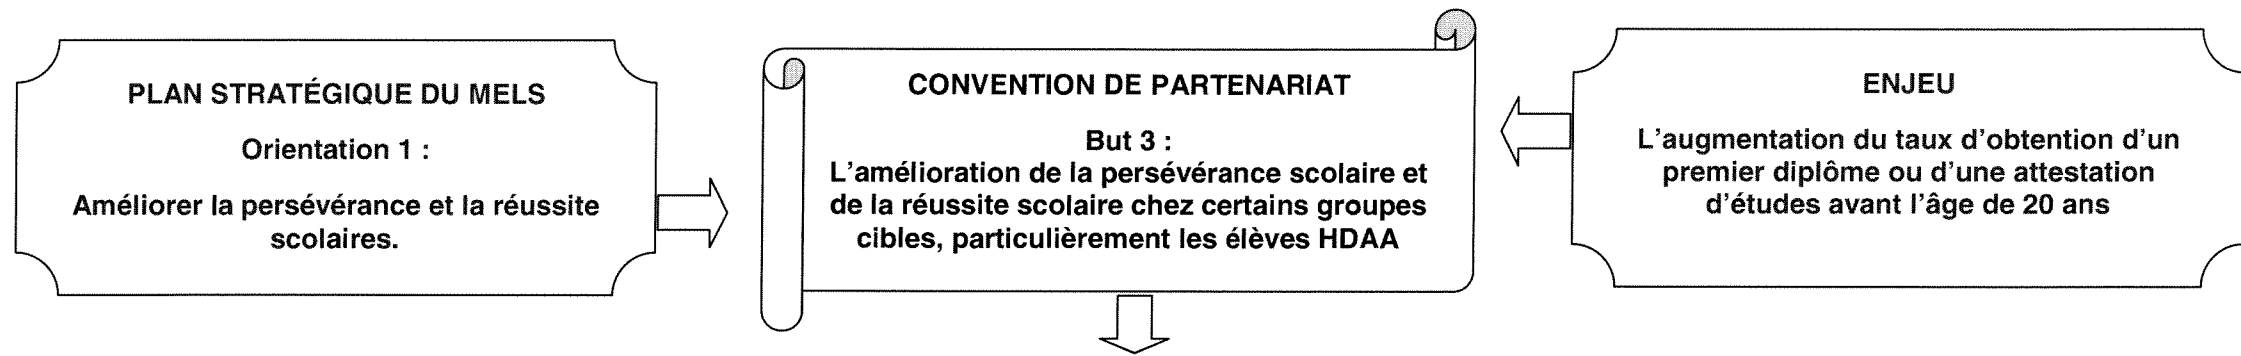 PLAN STRATÉGIQUE DU MELS
Orientation 1 :
Améliorer la persévérance et la réussite
scolaires.
CONVENTION DE PARTENARIAT
But 3 :
L'amélioration de la persévérance scolaire et
de la réussite scolaire chez certains groupes
cibles, particulièrement les élèves HDAA
ENJEU
L'augmentation du taux d'obtention d'un
premier diplôme ou d'une attestation
d'études avant l'âge de 20 ans